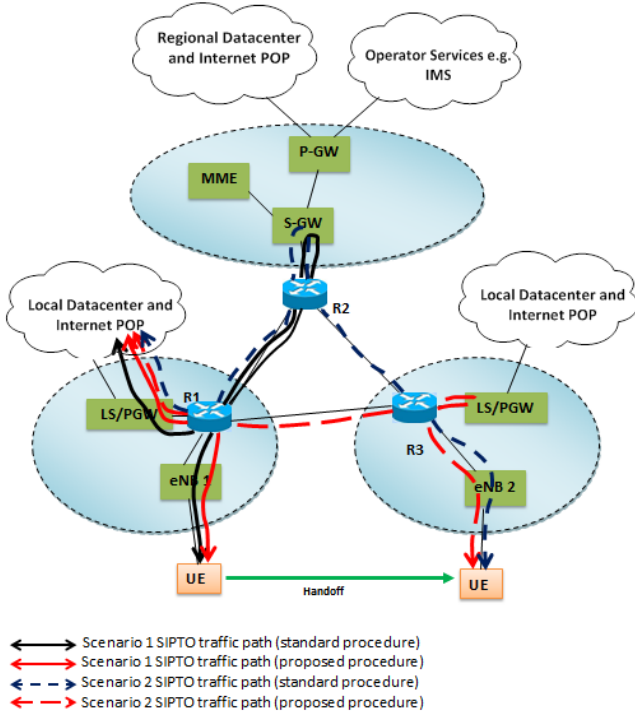 Regional Datacenter
and Internet POP
Operator Services e.g.
IMS
P-GW
MME
S-GW
R2
Local Datacenter and
Internet POP
Local Datacenter and
Internet POP
R1
LS/PGW
LS/PGW
R3
eNB 1
eNB 2
UE
UE
Handoff
Scenario 1 SIPTO traffic path (standard procedure)
Scenario 1 SIPTO traffic path (proposed procedure)
Scenario 2 SIPTO traffic path (standard procedure)
Scenario 2 SIPTO traffic path (proposed procedure)